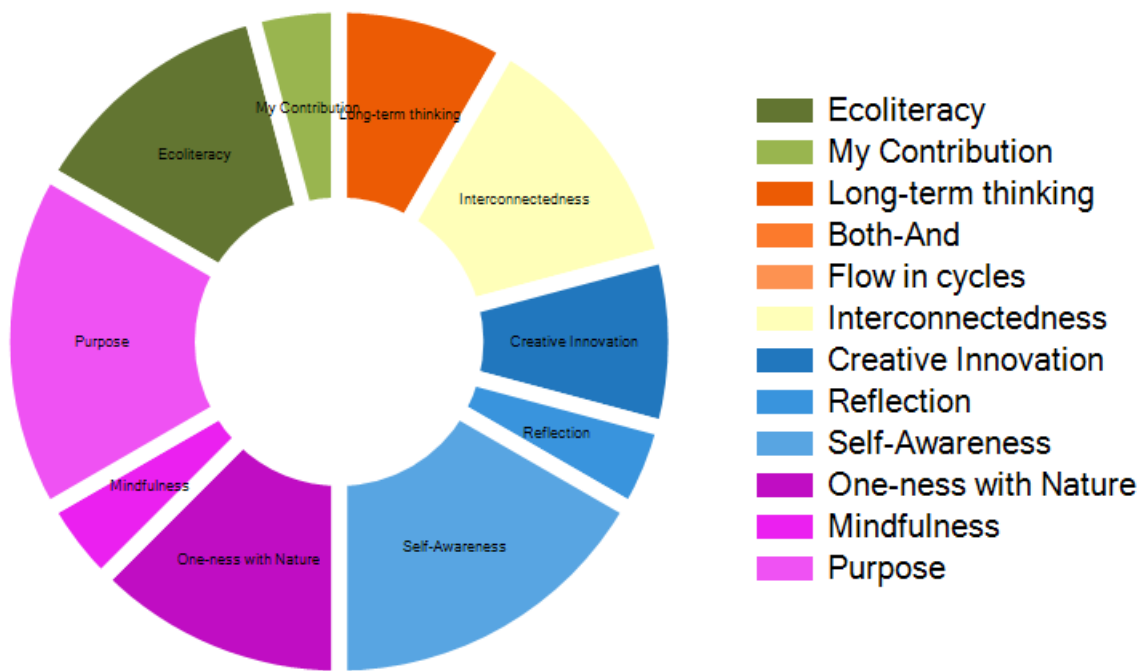 My Contribution
Long-term thinking
Ecoliteracy
Interconnectedness
Purpose
Creative Innovation
Reflection
Mindfulness
Self-Awareness
One-ness with Nature
Ecoliteracy
My Contribution
Long-term thinking
Both-And
Flow in cycles
Interconnectedness
Creative Innovation
Reflection
Self-Awareness
One-ness with Nature
Mindfulness
Purpose